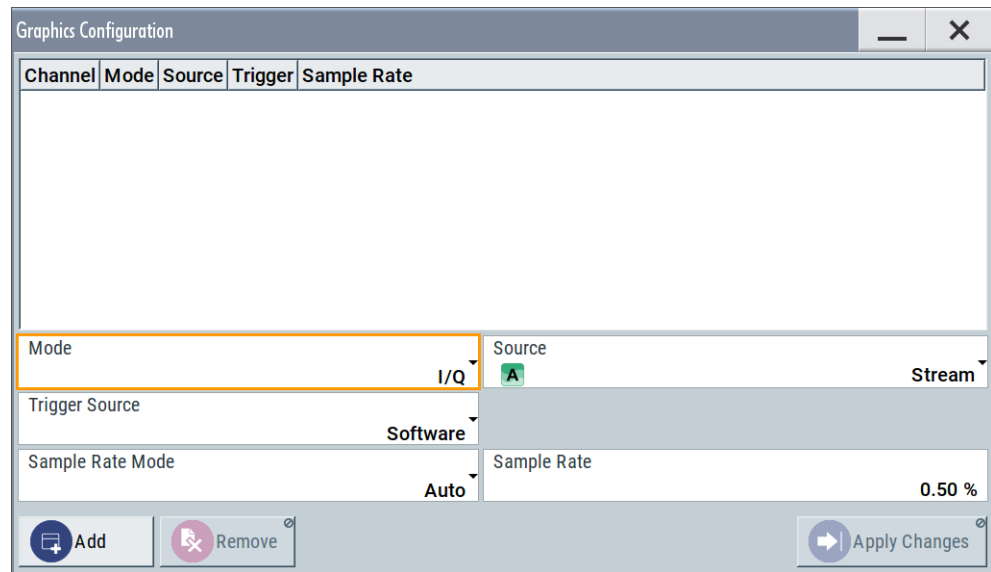 Graphics Configuration
Channel Mode Source Trigger Sample Rate
Mode
I/Q
Source
A Stream
Trigger Source
Software
Sample Rate Mode
Auto
Sample Rate
0.50 %
Add
Remove
Apply Changes